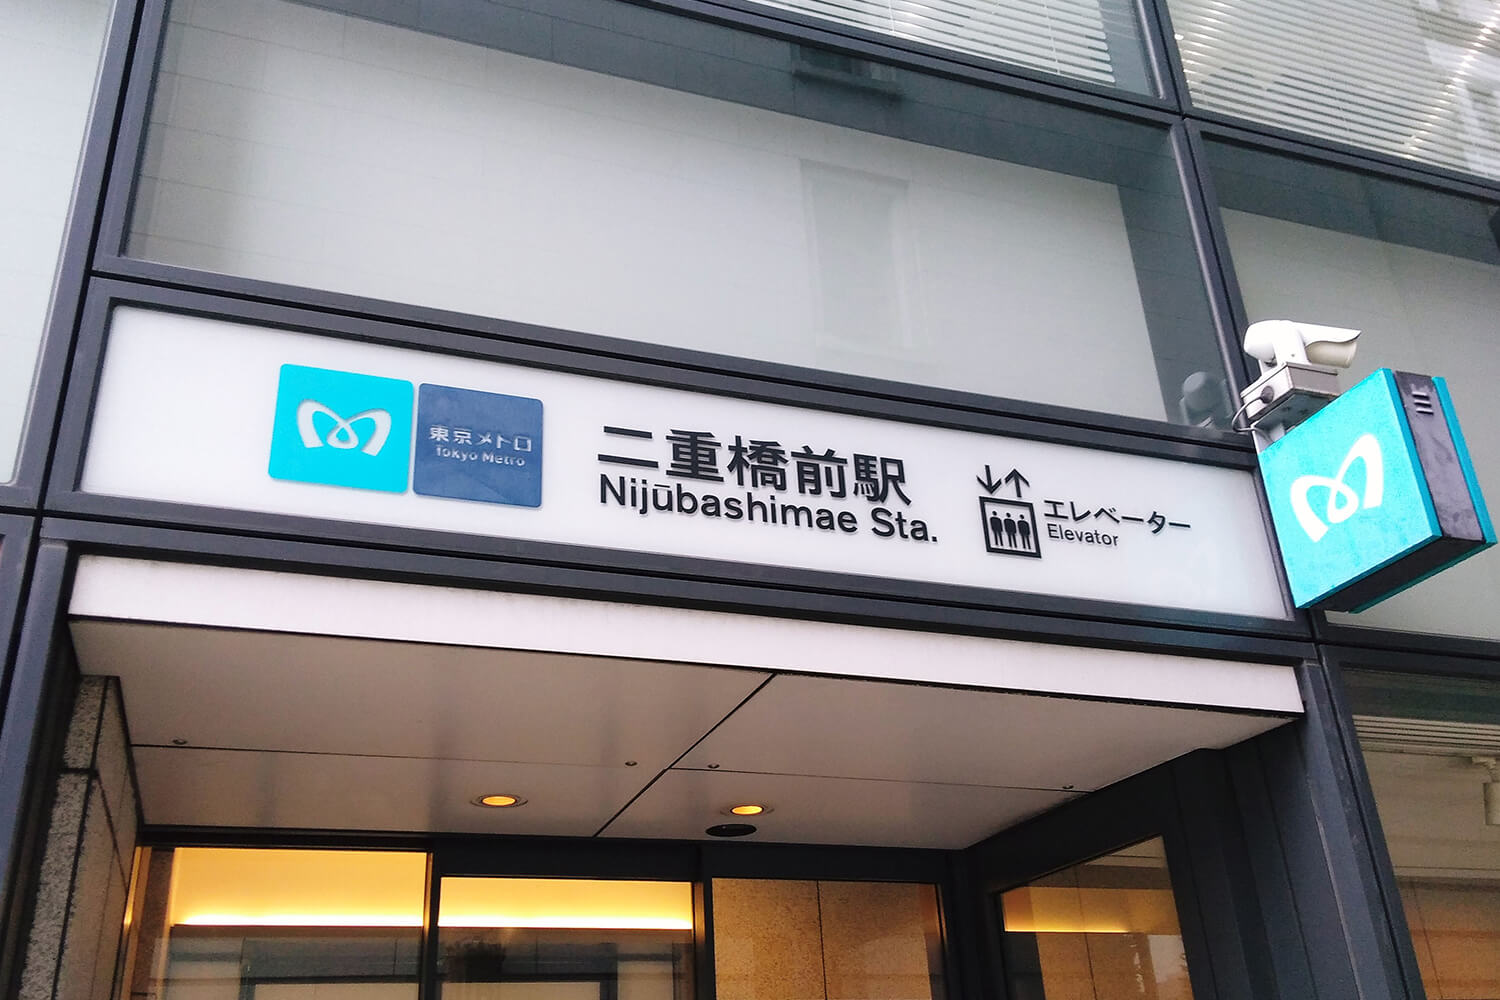 東京メトロ
Tokyo Metro
二重橋前駅
Nijūbashimae Sta.
エレベーター
Elevator